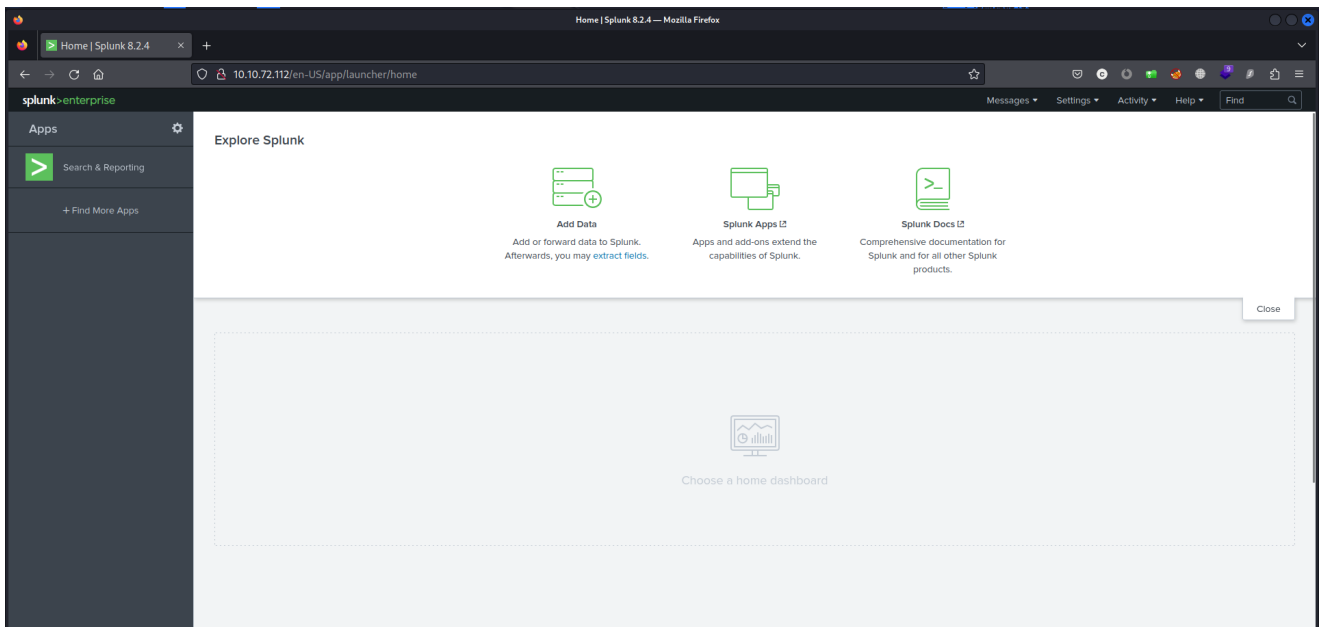 Home | Splunk 8.2.4 — Mozilla Firefox
Home | Splunk 8.2.4
10.10.72.112/en-US/app/launcher/home
9
splunk>enterprise
Messages Settings Activity Help Find
Apps
Search & Reporting
+ Find More Apps
Explore Splunk
Add Data
Add or forward data to Splunk.
Afterwards, you may extract fields.
Splunk Apps
Apps and add-ons extend the
capabilities of Splunk.
Splunk Docs
Comprehensive documentation for
Splunk and for all other Splunk
products.
Close
Choose a home dashboard